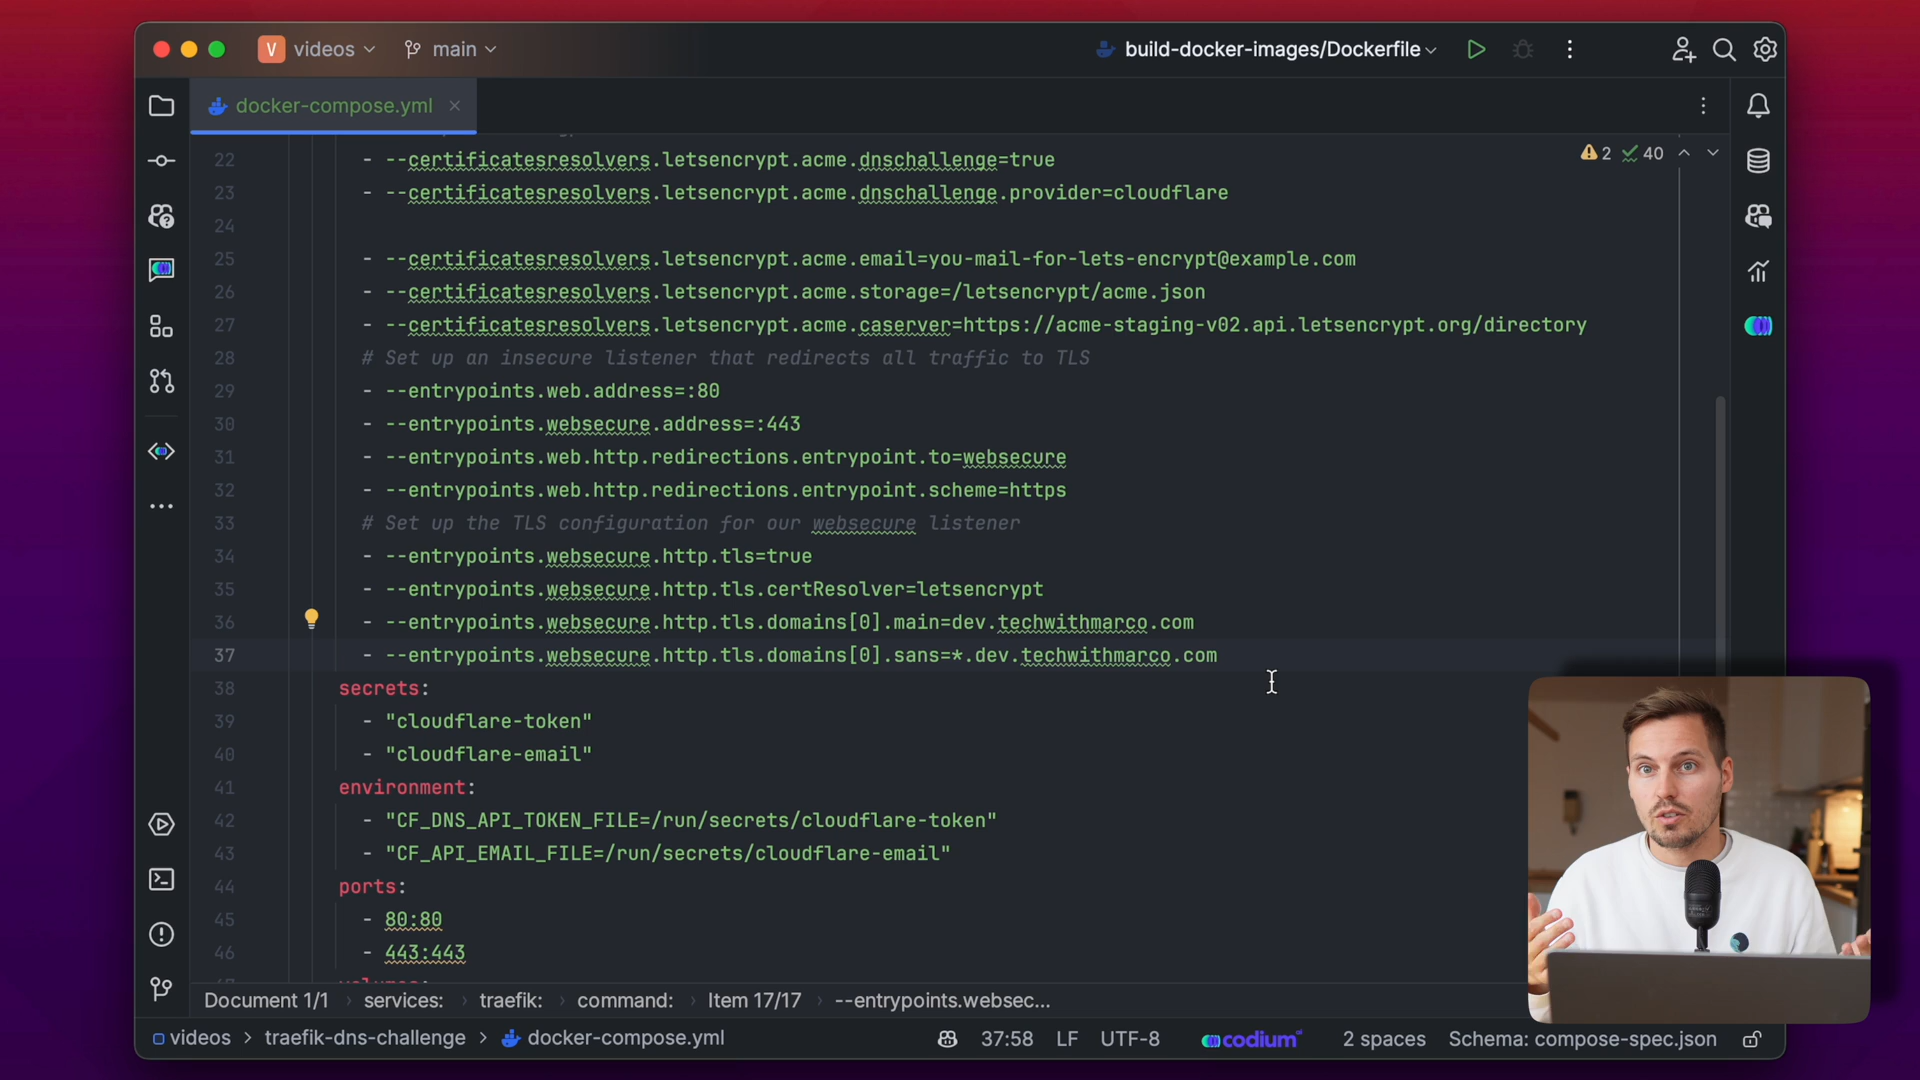 V videos main build-docker-images/Dockerfile
docker-compose.yml
2 40
22 - --certificatesresolvers.letsencrypt.acme.dnschallenge=true
23 - --certificatesresolvers.letsencrypt.acme.dnschallenge.provider=cloudflare
24
25 - --certificatesresolvers.letsencrypt.acme.email=you-mail-for-lets-encrypt@example.com
26 - --certificatesresolvers.letsencrypt.acme.storage=/letsencrypt/acme.json
27 - --certificatesresolvers.letsencrypt.acme.caserver=https://acme-staging-v02.api.letsencrypt.org/directory
28 # Set up an insecure listener that redirects all traffic to TLS
29 - --entrypoints.web.address=:80
30 - --entrypoints.websecure.address=:443
31 - --entrypoints.web.http.redirections.entrypoint.to=websecure
32 - --entrypoints.web.http.redirections.entrypoint.scheme=https
33 # Set up the TLS configuration for our websecure listener
34 - --entrypoints.websecure.http.tls=true
35 - --entrypoints.websecure.http.tls.certResolver=letsencrypt
36 - --entrypoints.websecure.http.tls.domains[0].main=dev.techwithmarco.com
37 - --entrypoints.websecure.http.tls.domains[0].sans=*.dev.techwithmarco.com
38 secrets:
39 - "cloudflare-token"
40 - "cloudflare-email"
41 environment:
42 - "CF_DNS_API_TOKEN_FILE=/run/secrets/cloudflare-token"
43 - "CF_API_EMAIL_FILE=/run/secrets/cloudflare-email"
44 ports:
45 - 80:80
46 - 443:443
Document 1/1 › services: › traefik: › command: › Item 17/17 › --entrypoints.websec...
videos > traefik-dns-challenge > docker-compose.yml 37:58 LF UTF-8 codium 2 spaces Schema: compose-spec.json